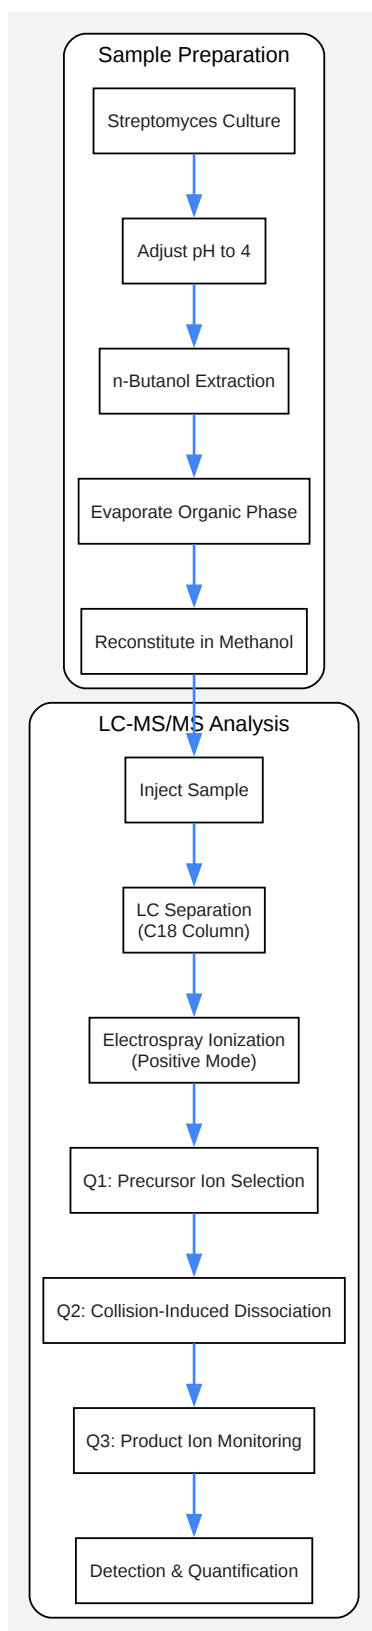 Sample Preparation
Streptomyces Culture
Adjust pH to 4
n-Butanol Extraction
Evaporate Organic Phase
Reconstitute in Methanol
LC-MS/MS Analysis
Inject Sample
LC Separation
(C18 Column)
Electrospray Ionization
(Positive Mode)
Q1: Precursor Ion Selection
Q2: Collision-Induced Dissociation
Q3: Product Ion Monitoring
Detection & Quantification